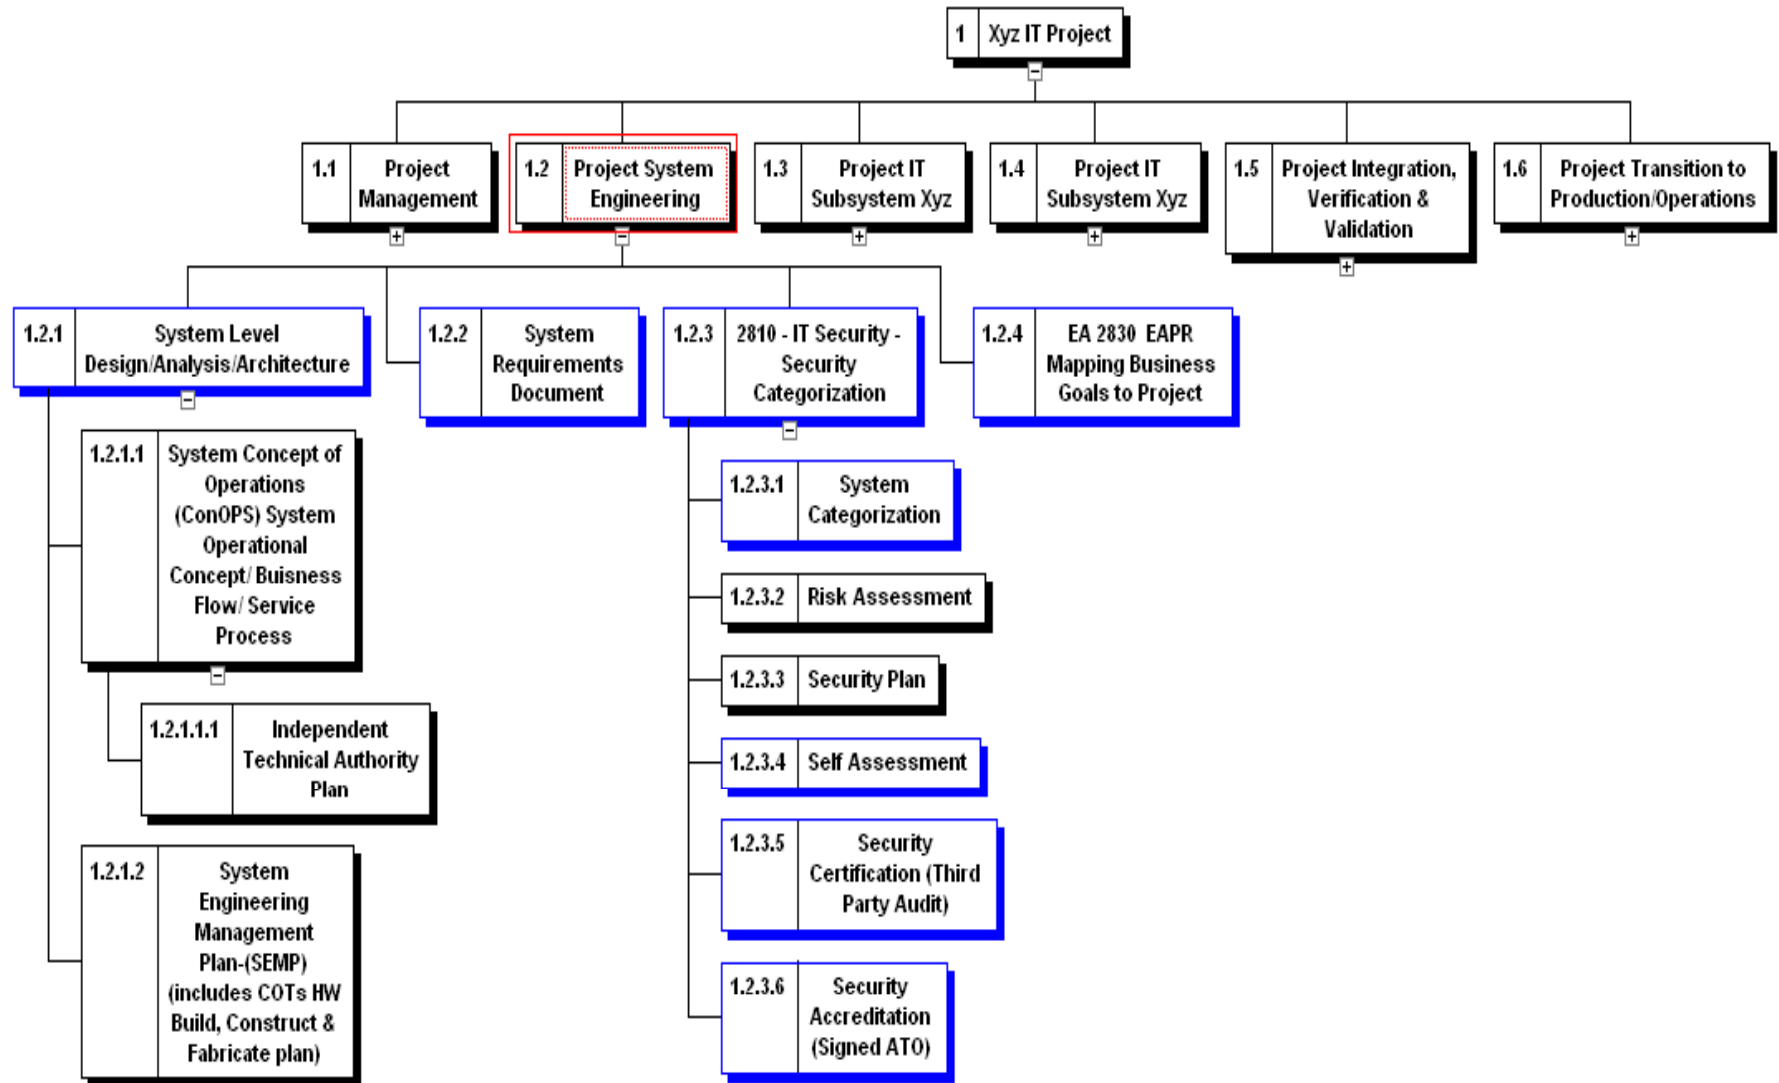 1 Xyz IT Project
1.1 Project
Management
1.2 Project System
Engineering
1.3 Project IT
Subsystem Xyz
1.4 Project IT
Subsystem Xyz
1.5 Project Integration,
Verification &
Validation
1.6 Project Transition to
Production/Operations
1.2.1 System Level
Design/Analysis/Architecture
1.2.2 System
Requirements
Document
1.2.3 2810 - IT Security -
Security
Categorization
1.2.4 EA 2830 EAPR
Mapping Business
Goals to Project
1.2.1.1 System Concept of
Operations
(ConOPS) System
Operational
Concept/ Buisness
Flow/ Service
Process
1.2.1.1.1 Independent
Technical Authority
Plan
1.2.1.2 System
Engineering
Management
Plan-(SEMP)
(includes COTs HW
Build, Construct &
Fabricate plan)
1.2.3.1 System
Categorization
1.2.3.2 Risk Assessment
1.2.3.3 Security Plan
1.2.3.4 Self Assessment
1.2.3.5 Security
Certification (Third
Party Audit)
1.2.3.6 Security
Accreditation
(Signed ATO)